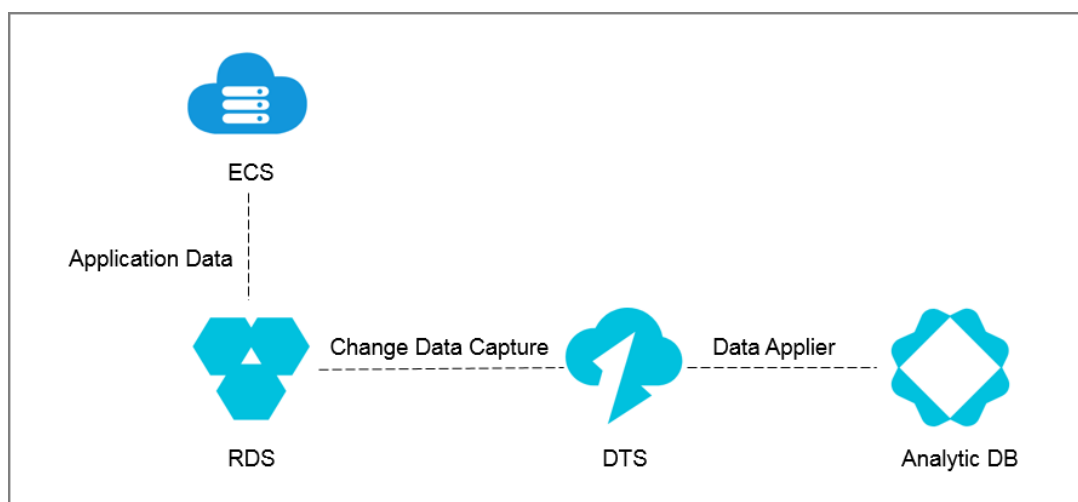 ECS
Application Data
Change Data Capture
Data Applier
RDS
DTS
Analytic DB